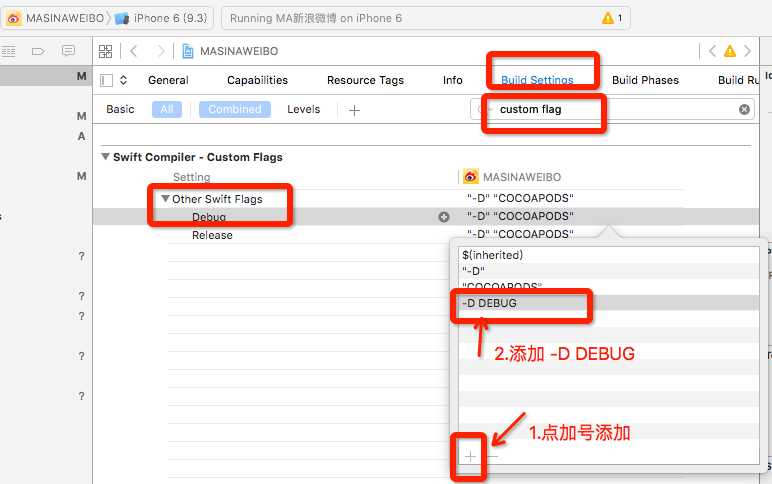 MASINAWEIBO
iPhone 6 (9.3)
Running MA新浪微博 on iPhone 6
1
MASINAWEIBO
M
General
Capabilities
Resource Tags
Info
Build Settings
Build Phases
Build Ru
Basic
All
Combined
Levels
custom flag
M
A
Swift Compiler - Custom Flags
M
Setting
MASINAWEIBO
Other Swift Flags
"-D" "COCOAPODS"
Debug
"-D" "COCOAPODS"
Release
"-D" "COCOAPODS"
?
$(inherited)
"-D"
"COCOAPODS"
?
-D DEBUG
?
2.添加 -D DEBUG
?
?
1.点加号添加